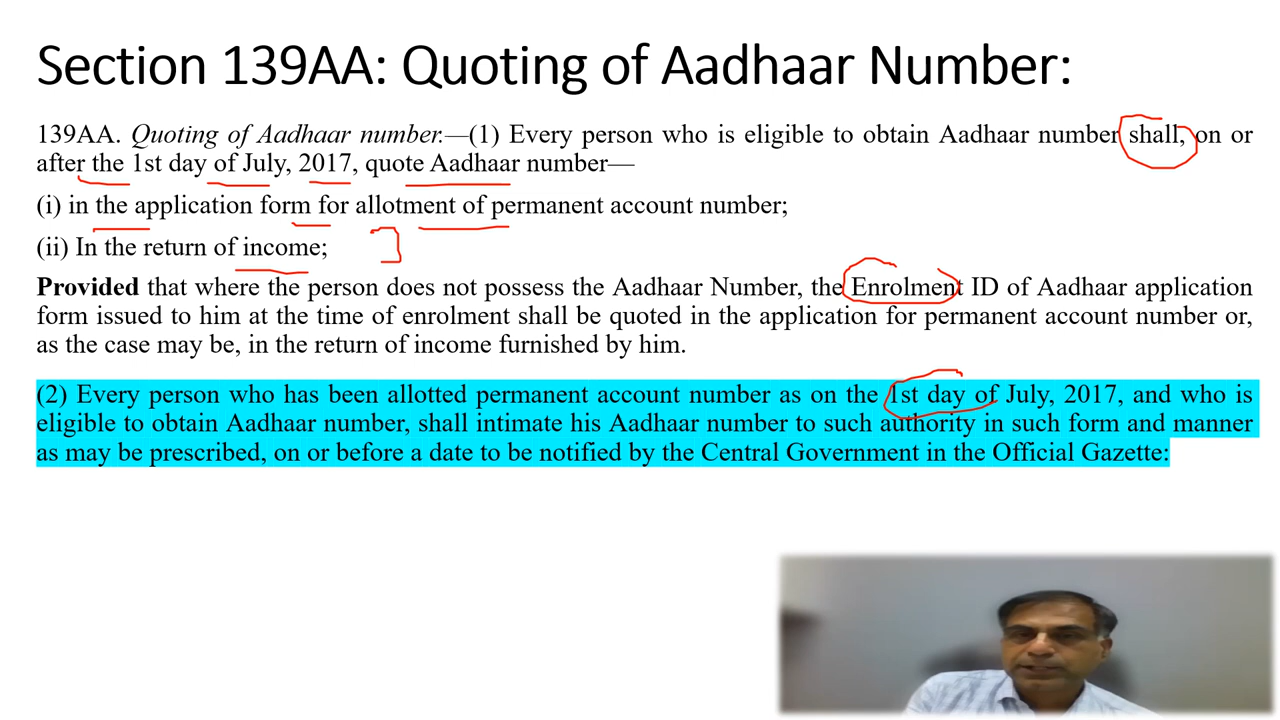 Section 139AA: Quoting of Aadhaar Number:
139AA. Quoting of Aadhaar number.—(1) Every person who is eligible to obtain Aadhaar number shall, on or
after the 1st day of July, 2017, quote Aadhaar number—
(i) in the application form for allotment of permanent account number;
(ii) In the return of income;
Provided that where the person does not possess the Aadhaar Number, the Enrolment ID of Aadhaar application
form issued to him at the time of enrolment shall be quoted in the application for permanent account number or,
as the case may be, in the return of income furnished by him.
(2) Every person who has been allotted permanent account number as on the 1st day of July, 2017, and who is
eligible to obtain Aadhaar number, shall intimate his Aadhaar number to such authority in such form and manner
as may be prescribed, on or before a date to be notified by the Central Government in the Official Gazette: